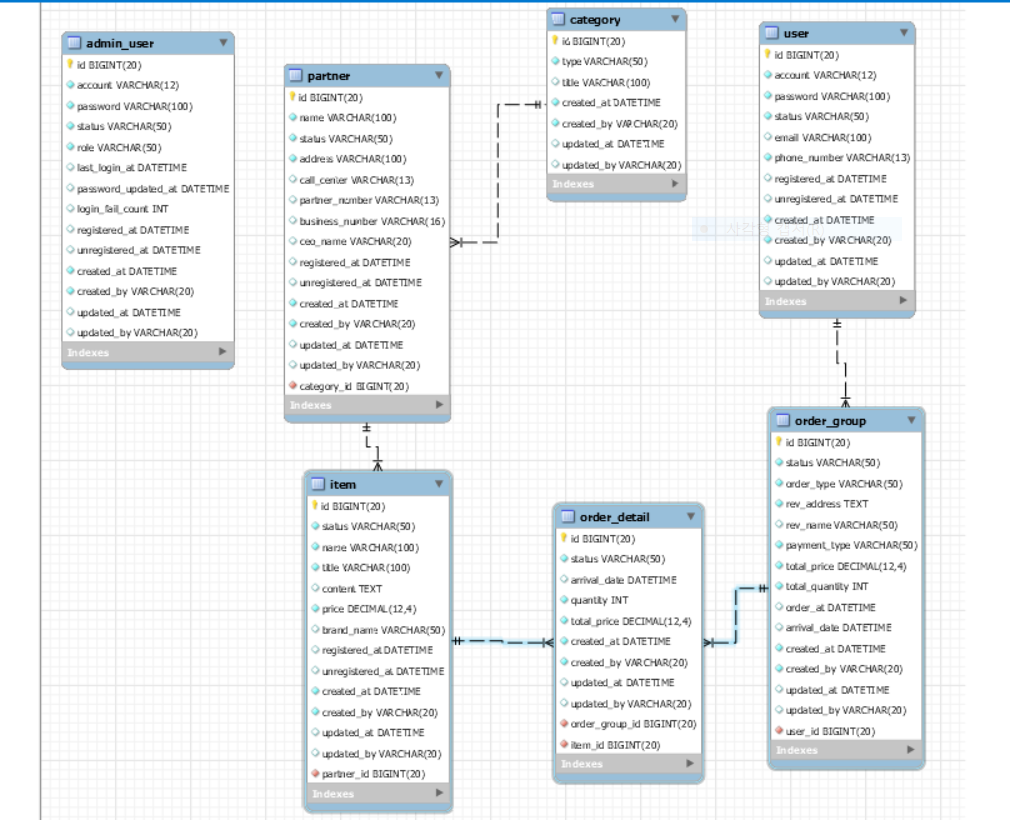 admin_user
id BIGINT(20)
account VARCHAR(12)
password VARCHAR(100)
status VARCHAR(50)
role VARCHAR(50)
last_login_at DATETIME
password_updated_at DATETIME
login_fail_count INT
registered_at DATETIME
unregistered_at DATETIME
created_at DATETIME
created_by VARCHAR(20)
updated_at DATETIME
updated_by VARCHAR(20)
Indexes
partner
id BIGINT(20)
name VARCHAR(100)
status VARCHAR(50)
address VARCHAR(100)
call_center VARCHAR(13)
partner_number VARCHAR(13)
business_number VARCHAR(16)
ceo_name VARCHAR(20)
registered_at DATETIME
unregistered_at DATETIME
created_at DATETIME
created_by VARCHAR(20)
updated_at DATETIME
updated_by VARCHAR(20)
category_id BIGINT(20)
Indexes
category
id BIGINT(20)
type VARCHAR(50)
title VARCHAR(100)
created_at DATETIME
created_by VARCHAR(20)
updated_at DATETIME
updated_by VARCHAR(20)
Indexes
user
id BIGINT(20)
account VARCHAR(12)
password VARCHAR(100)
status VARCHAR(50)
email VARCHAR(100)
phone_number VARCHAR(13)
registered_at DATETIME
unregistered_at DATETIME
created_at DATETIME
created_by VARCHAR(20)
updated_at DATETIME
updated_by VARCHAR(20)
Indexes
item
id BIGINT(20)
status VARCHAR(50)
name VARCHAR(100)
title VARCHAR(100)
content TEXT
price DECIMAL(12,4)
brand_name VARCHAR(50)
registered_at DATETIME
unregistered_at DATETIME
created_at DATETIME
created_by VARCHAR(20)
updated_at DATETIME
updated_by VARCHAR(20)
partner_id BIGINT(20)
Indexes
order_detail
id BIGINT(20)
status VARCHAR(50)
arrival_date DATETIME
quantity INT
total_price DECIMAL(12,4)
created_at DATETIME
created_by VARCHAR(20)
updated_at DATETIME
updated_by VARCHAR(20)
order_group_id BIGINT(20)
item_id BIGINT(20)
Indexes
order_group
id BIGINT(20)
status VARCHAR(50)
order_type VARCHAR(50)
rev_address TEXT
rev_name VARCHAR(50)
payment_type VARCHAR(50)
total_price DECIMAL(12,4)
total_quantity INT
order_at DATETIME
arrival_date DATETIME
created_at DATETIME
created_by VARCHAR(20)
updated_at DATETIME
updated_by VARCHAR(20)
user_id BIGINT(20)
Indexes